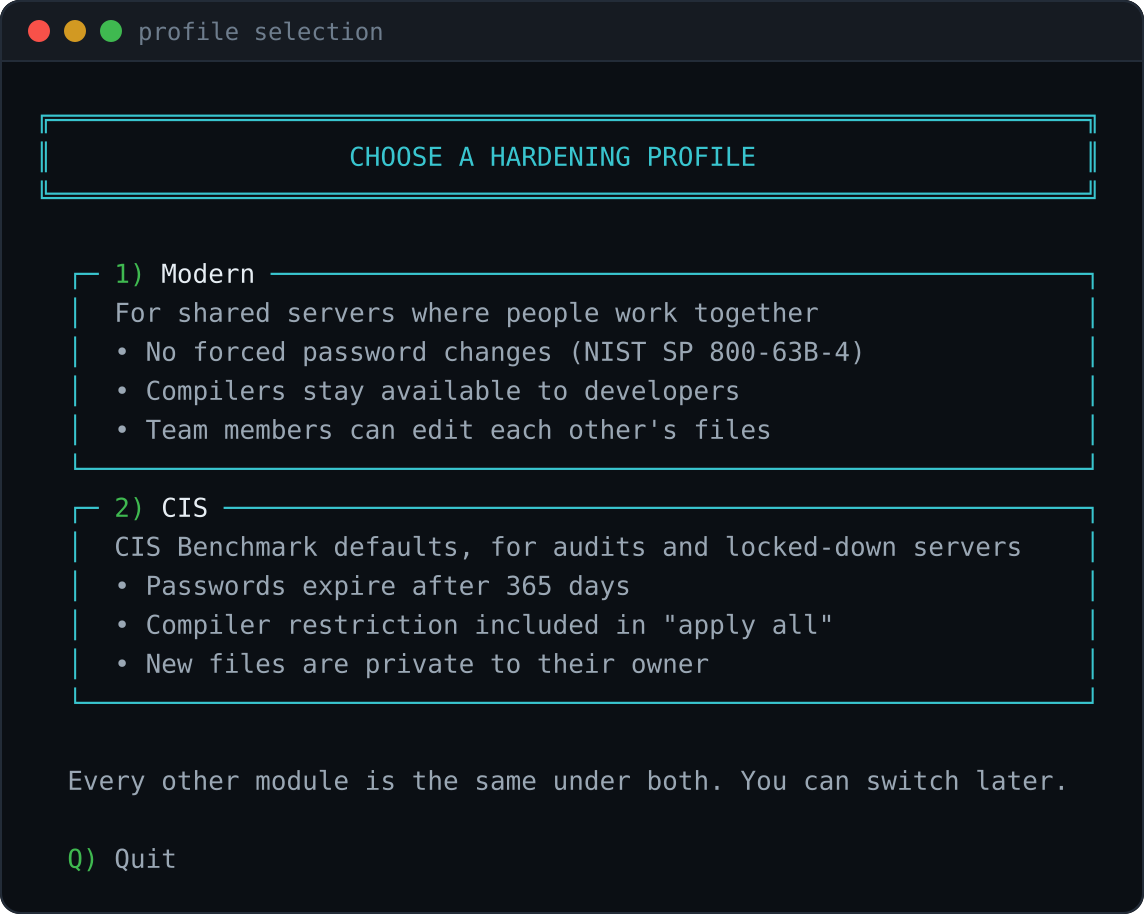 profile selection
CHOOSE A HARDENING PROFILE
1) Modern
For shared servers where people work together
• No forced password changes (NIST SP 800-63B-4)
• Compilers stay available to developers
• Team members can edit each other's files
2) CIS
CIS Benchmark defaults, for audits and locked-down servers
• Passwords expire after 365 days
• Compiler restriction included in "apply all"
• New files are private to their owner
Every other module is the same under both. You can switch later.
Q) Quit